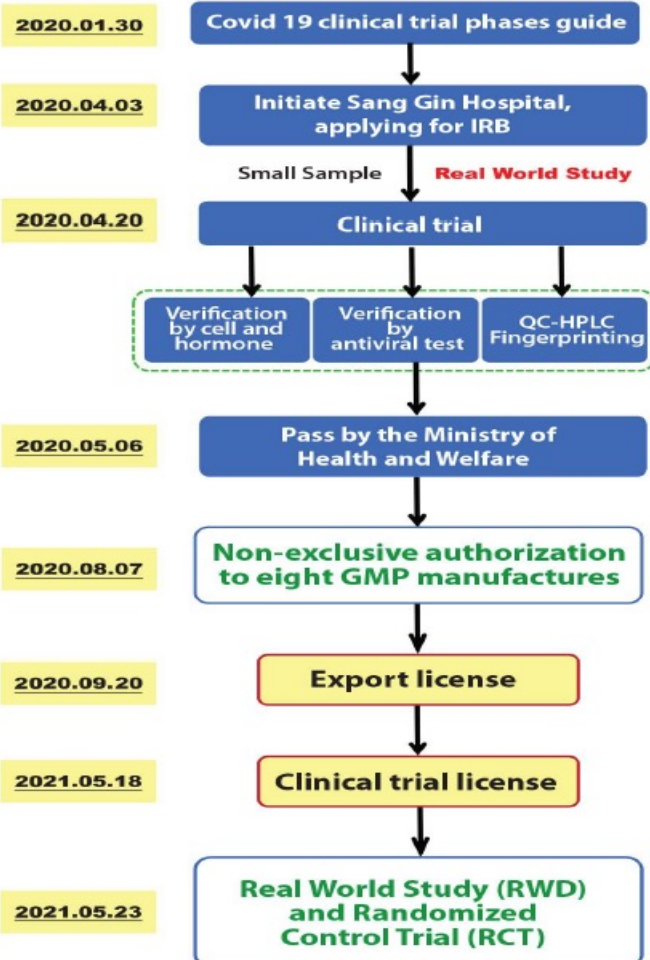 2020.01.30
Covid 19 clinical trial phases guide
2020.04.03
Initiate Sang Gin Hospital,
applying for IRB
Small Sample
Real World Study
2020.04.20
Clinical trial
Verification
by cell and
hormone
Verification
by
antiviral test
QC-HPLC
Fingerprinting
2020.05.06
Pass by the Ministry of
Health and Welfare
2020.08.07
Non-exclusive authorization
to eight GMP manufactures
2020.09.20
Export license
2021.05.18
Clinical trial license
2021.05.23
Real World Study (RWD)
and Randomized
Control Trial (RCT)